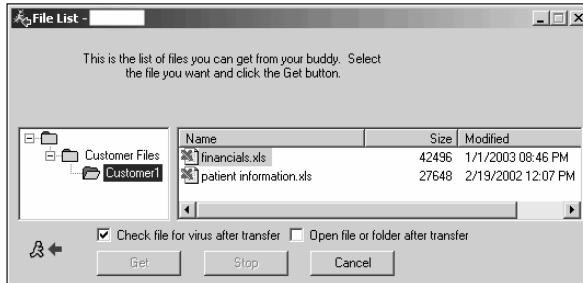 File List -
This is the list of files you can get from your buddy. Select
the file you want and click the Get button.
Name Size Modified
Customer Files
Customer1
financials.xls 42496 1/1/2003 08:46 PM
patient information.xls 27648 2/19/2002 12:07 PM
Check file for virus after transfer Open file or folder after transfer
Get Stop Cancel